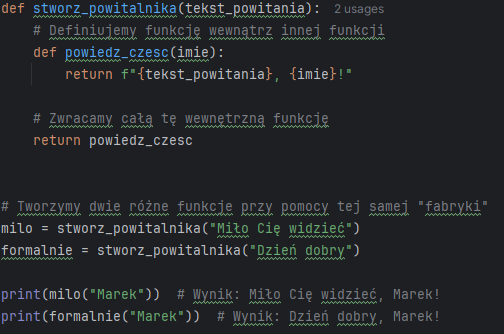 def stworz_powitalnika(tekst_powitania):  2 usages
    # Definiujemy funkcję wewnątrz innej funkcji
    def powiedz_czesc(imie):
        return f"{tekst_powitania}, {imie}!"

    # Zwracamy całą tę wewnętrzną funkcję
    return powiedz_czesc


# Tworzymy dwie różne funkcje przy pomocy tej samej "fabryki"
milo = stworz_powitalnika("Miło Cię widzieć")
formalnie = stworz_powitalnika("Dzień dobry")

print(milo("Marek"))  # Wynik: Miło Cię widzieć, Marek!
print(formalnie("Marek"))  # Wynik: Dzień dobry, Marek!